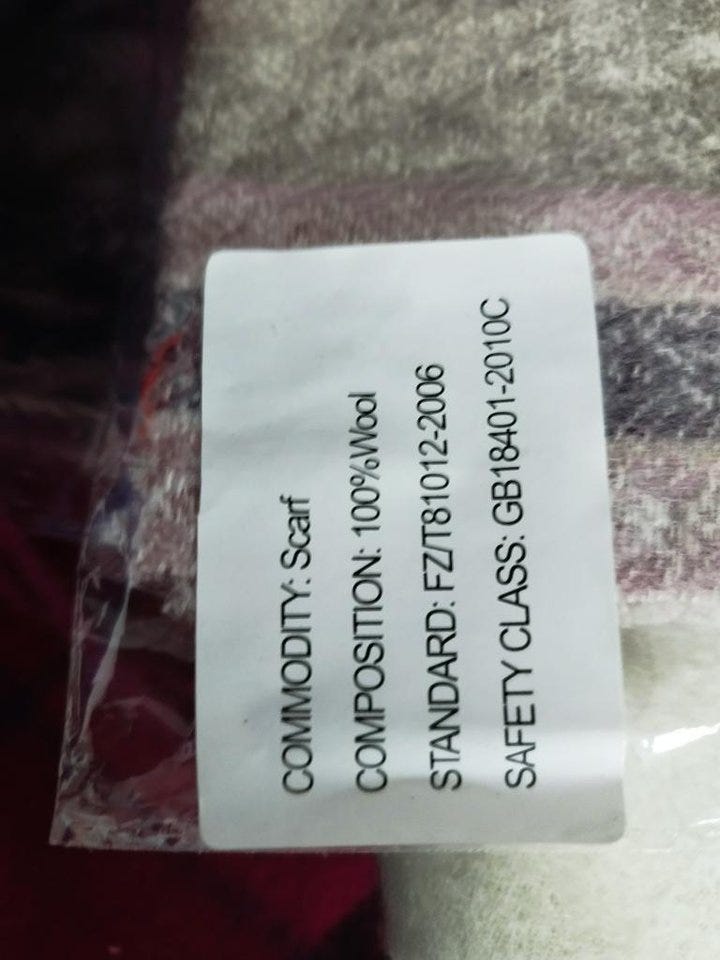 COMMODITY: Scarf
COMPOSITION: 100%Wool
STANDARD: FZ/T81012-2006
SAFETY CLASS: GB18401-2010C